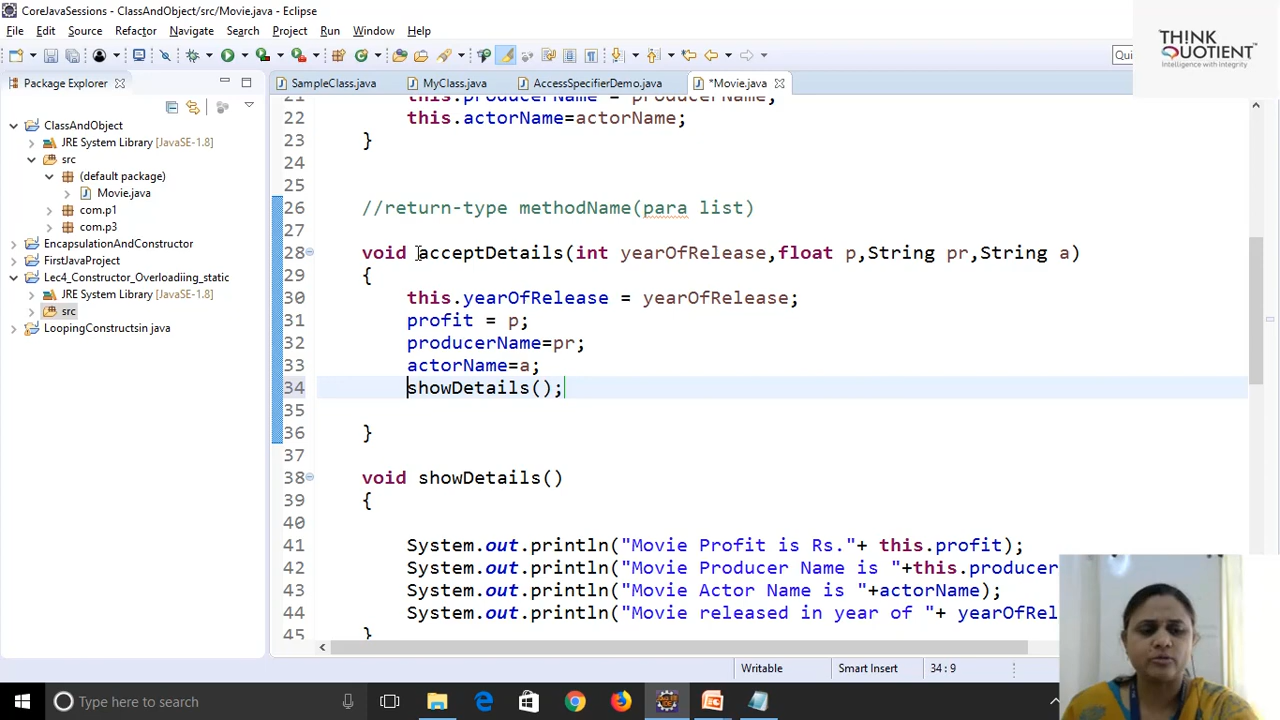 CoreJavaSessions - ClassAndObject/src/Movie.java - Eclipse
File Edit Source Refactor Navigate Search Project Run Window Help
THINK
QUOTIENT
Intelligence with Integrity
Qui
Package Explorer
SampleClass.java
MyClass.java
AccessSpecifierDemo.java
*Movie.java
ClassAndObject
JRE System Library [JavaSE-1.8]
src
(default package)
Movie.java
com.p1
com.p3
EncapsulationAndConstructor
FirstJavaProject
Lec4_Constructor_Overloadiing_static
JRE System Library [JavaSE-1.8]
src
LoopingConstructsin java
21 this.producerName = producerName;
22 this.actorName=actorName;
23 }
24
25
26 //return-type methodName(para list)
27
28 void acceptDetails(int yearOfRelease,float p,String pr,String a)
29 {
30 this.yearOfRelease = yearOfRelease;
31 profit = p;
32 producerName=pr;
33 actorName=a;
34 showDetails();
35
36 }
37
38 void showDetails()
39 {
40
41 System.out.println("Movie Profit is Rs."+ this.profit);
42 System.out.println("Movie Producer Name is "+this.producer
43 System.out.println("Movie Actor Name is "+actorName);
44 System.out.println("Movie released in year of "+ yearOfRel
45 }
Writable
Smart Insert
34 : 9
Type here to search